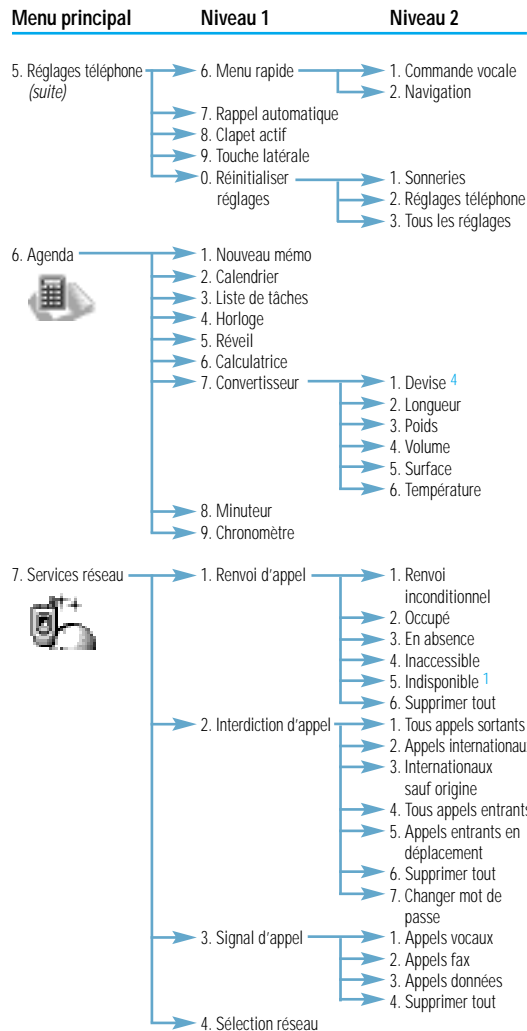 Menu principal Niveau 1 Niveau 2
5. Réglages téléphone 6. Menu rapide 1. Commande vocale
(suite) 2. Navigation
7. Rappel automatique
8. Clapet actif
9. Touche latérale
0. Réinitialiser 1. Sonneries
réglages 2. Réglages téléphone
3. Tous les réglages
6. Agenda 1. Nouveau mémo
2. Calendrier
3. Liste de tâches
4. Horloge
5. Réveil
6. Calculatrice
7. Convertisseur 1. Devise 4
2. Longueur
3. Poids
4. Volume
5. Surface
6. Température
8. Minuteur
9. Chronomètre
7. Services réseau 1. Renvoi d'appel 1. Renvoi
inconditionnel
2. Occupé
3. En absence
4. Inaccessible
5. Indisponible 1
6. Supprimer tout
2. Interdiction d'appel 1. Tous appels sortants
2. Appels internationau
3. Internationaux
sauf origine
4. Tous appels entrants
5. Appels entrants en
déplacement
6. Supprimer tout
7. Changer mot de
passe
3. Signal d'appel 1. Appels vocaux
2. Appels fax
3. Appels données
4. Supprimer tout
4. Sélection réseau